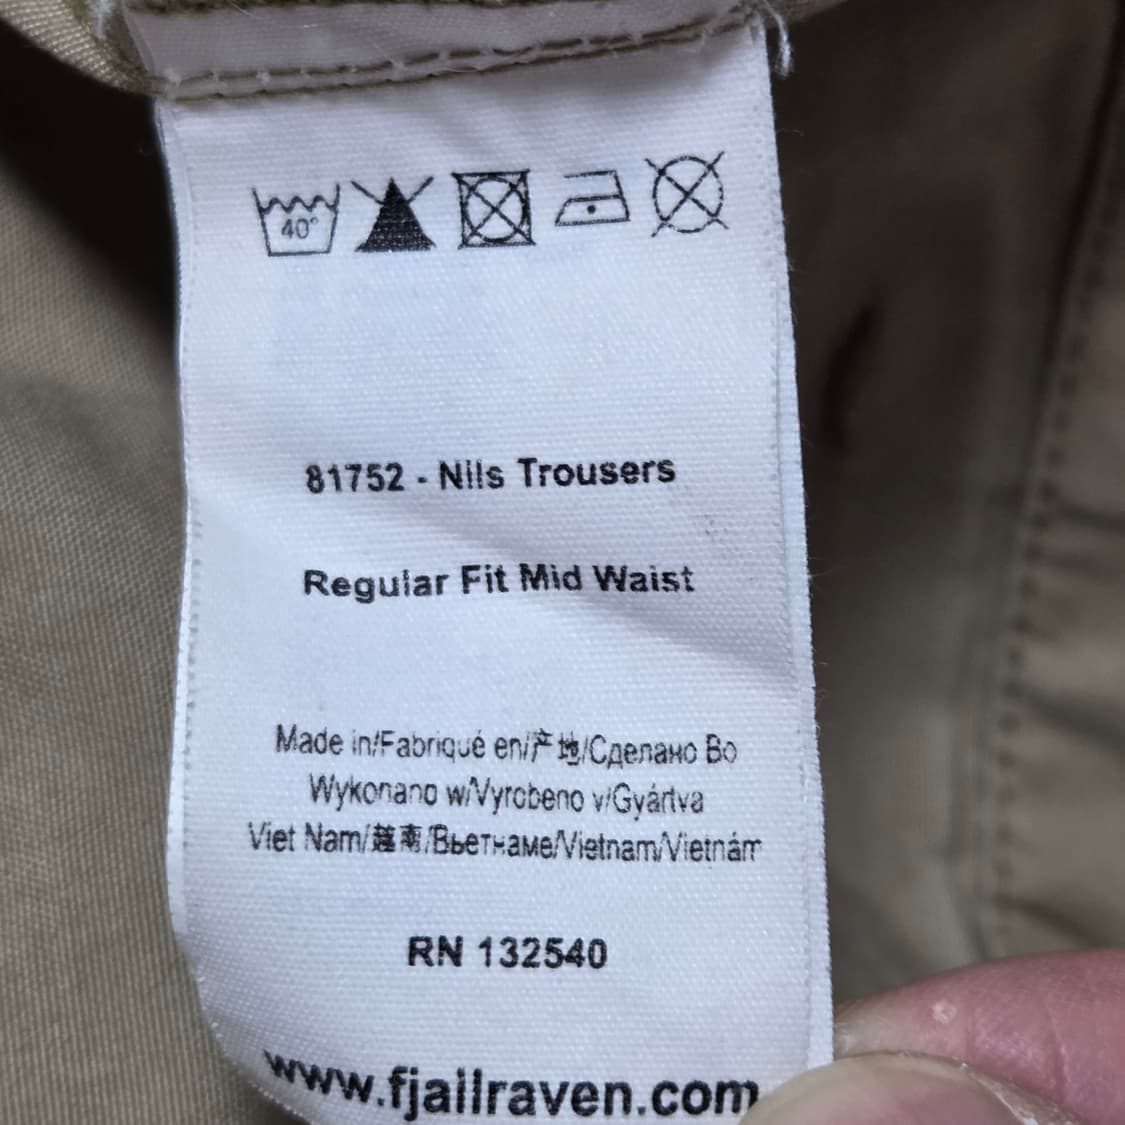 40°
81752 - Nils Trousers
Regular Fit Mid Waist
Made in/Fabriqué en/产地/Сделано Во
Wykonano w/Vyrobeno v/Gyártva
Viet Nam/越南/Вьетнаме/Vietnam/Vietnám
RN 132540
www.fjallraven.com